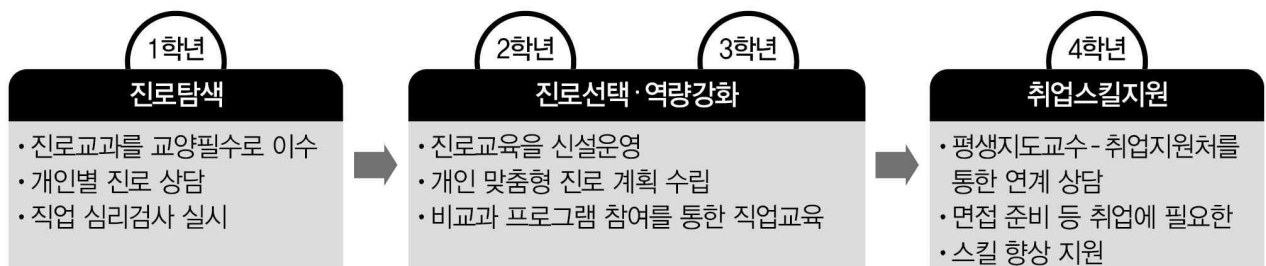 1학년
진로탐색
• 진로교과를 교양필수로 이수
• 개인별 진로 상담
• 직업 심리검사 실시
2학년
3학년
진로선택·역량강화
• 진로교육을 신설운영
• 개인 맞춤형 진로 계획 수립
• 비교과 프로그램 참여를 통한 직업교육
4학년
취업스킬지원
• 평생지도교수-취업지원처를
통한 연계 상담
• 면접 준비 등 취업에 필요한
• 스킬 향상 지원